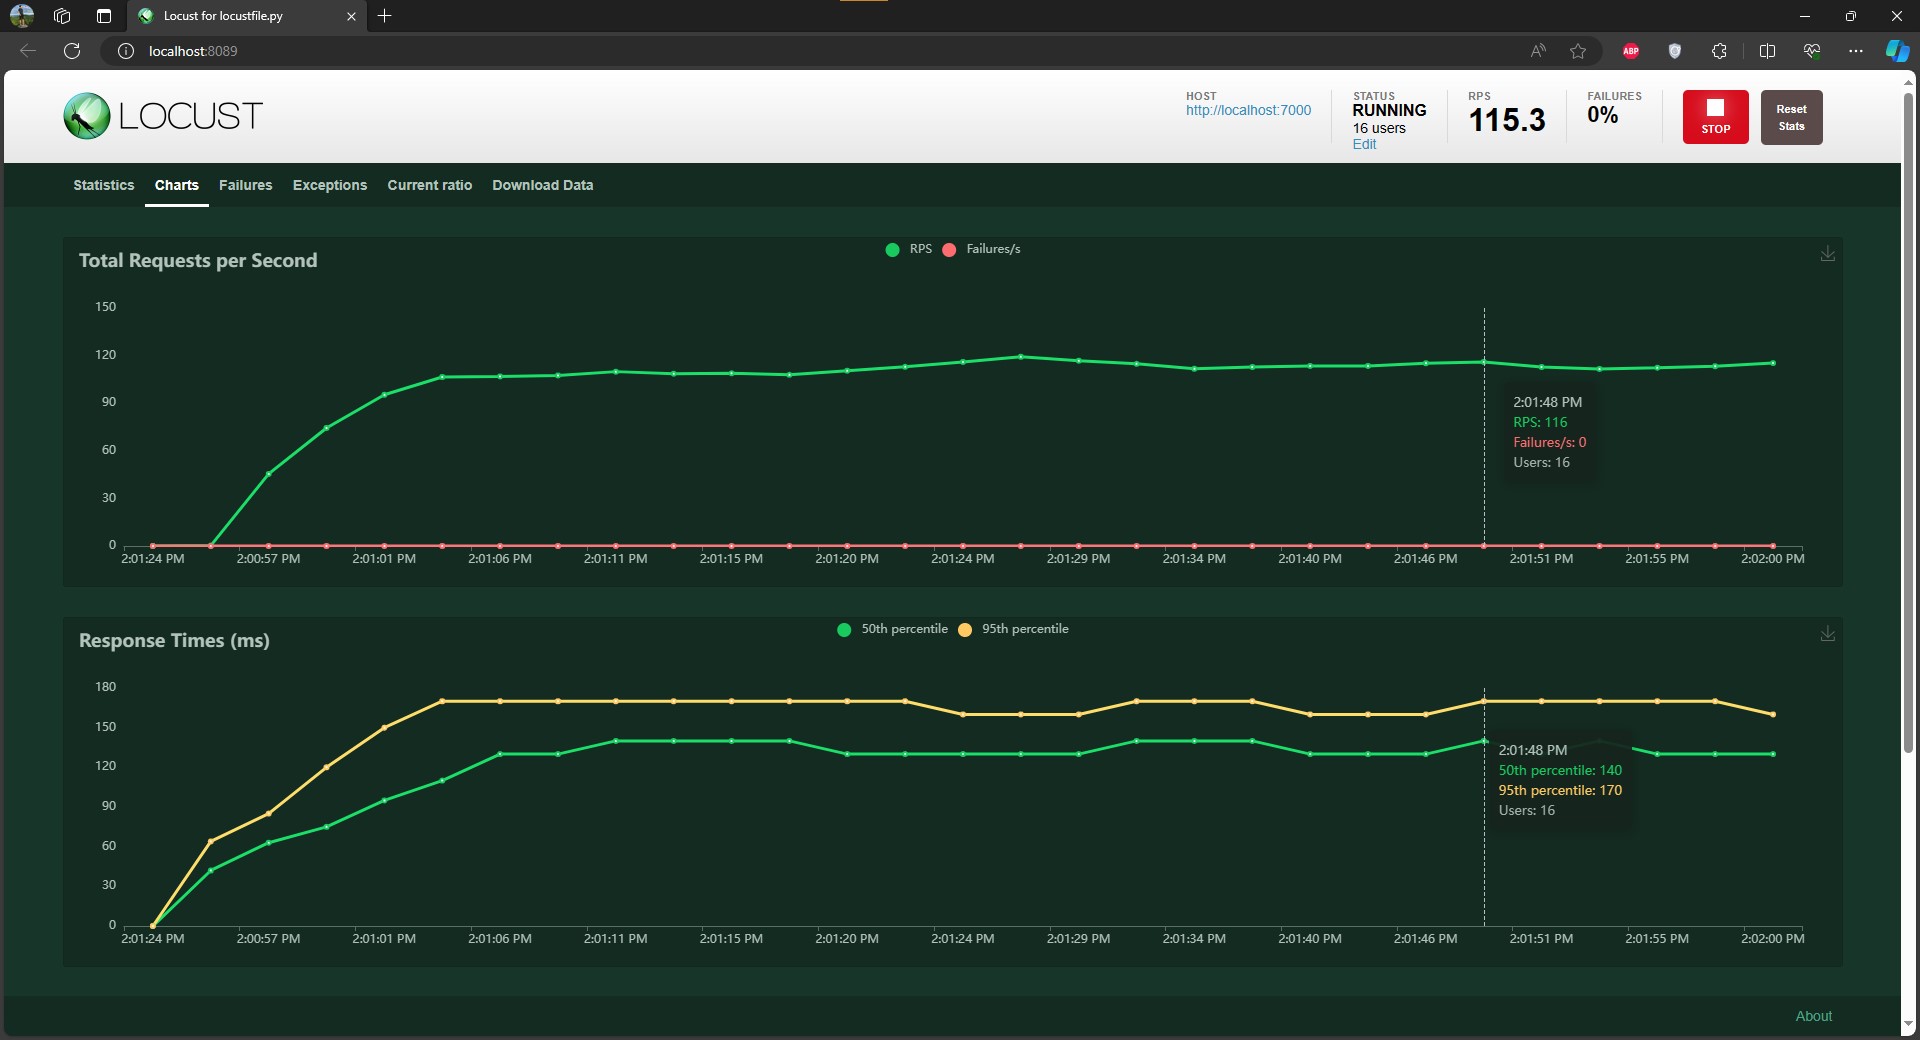 Locust for locustfile.py
localhost:8089
ABP
LOCUST
HOST
http://localhost:7000
STATUS
RUNNING
16 users
Edit
RPS
115.3
FAILURES
0%
STOP
Reset
Stats
Statistics Charts Failures Exceptions Current ratio Download Data
Total Requests per Second
RPS Failures/s
150
120
90
60
30
0
2:01:48 PM
RPS: 116
Failures/s: 0
Users: 16
2:01:24 PM 2:00:57 PM 2:01:01 PM 2:01:06 PM 2:01:11 PM 2:01:15 PM 2:01:20 PM 2:01:24 PM 2:01:29 PM 2:01:34 PM 2:01:40 PM 2:01:46 PM 2:01:51 PM 2:01:55 PM 2:02:00 PM
Response Times (ms)
50th percentile 95th percentile
180
150
120
90
60
30
0
2:01:48 PM
50th percentile: 140
95th percentile: 170
Users: 16
2:01:24 PM 2:00:57 PM 2:01:01 PM 2:01:06 PM 2:01:11 PM 2:01:15 PM 2:01:20 PM 2:01:24 PM 2:01:29 PM 2:01:34 PM 2:01:40 PM 2:01:46 PM 2:01:51 PM 2:01:55 PM 2:02:00 PM
About